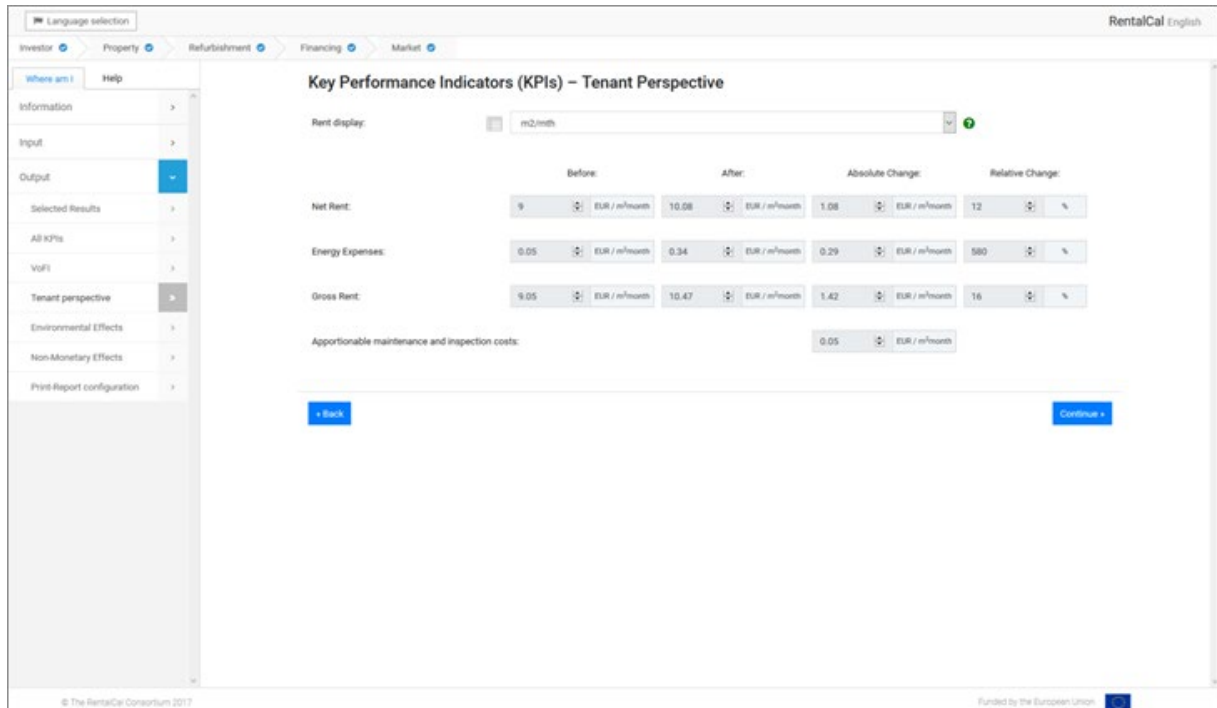 Language selection
RentalCal English
Investor Property Refurbishment Financing Market
Where am I Help
Information
Input
Output
Selected Results
All KPIs
VoFI
Tenant perspective
Environmental Effects
Non-Monetary Effects
Print-Report configuration
Key Performance Indicators (KPIs) – Tenant Perspective
Rent display: m2/mth
Before: After: Absolute Change: Relative Change:
Net Rent: 9 EUR / m²month 10.08 EUR / m²month 1.08 EUR / m²month 12 %
Energy Expenses: 0.05 EUR / m²month 0.34 EUR / m²month 0.29 EUR / m²month 580 %
Gross Rent: 9.05 EUR / m²month 10.47 EUR / m²month 1.42 EUR / m²month 16 %
Apportionable maintenance and inspection costs: 0.05 EUR / m²month
« Back
Continue »
© The RentalCal Consortium 2017
Funded by the European Union